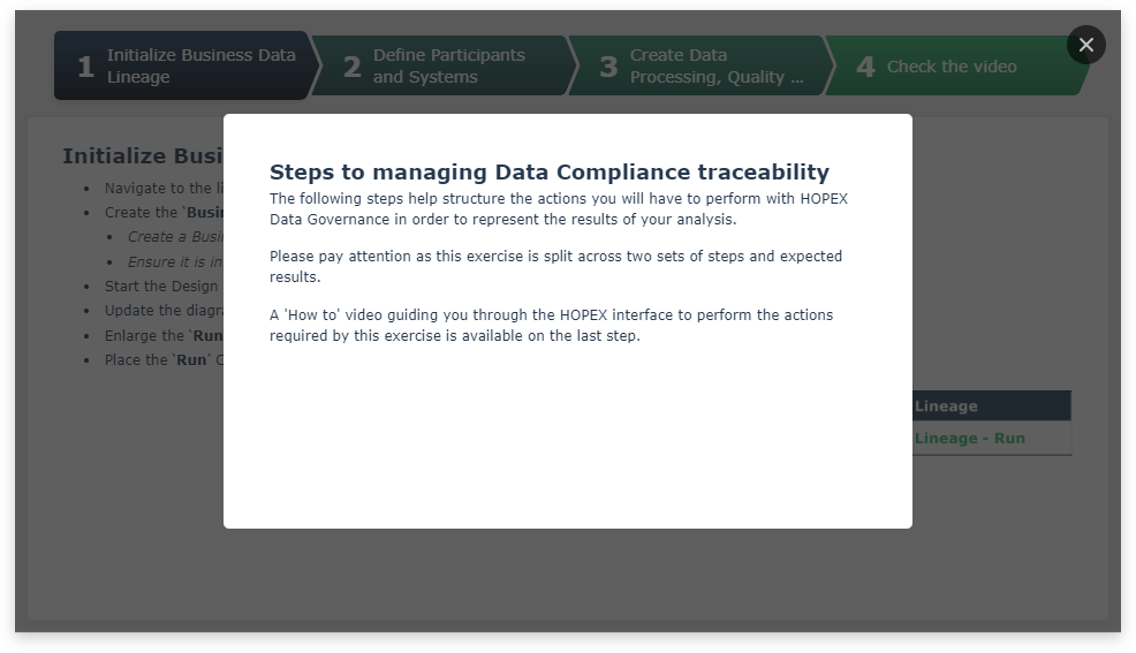 1 Initialize Business Data
Lineage
2 Define Participants
and Systems
3 Create Data
Processing, Quality ...
4 Check the video
Initialize Busi
Navigate to the li
Create the `Busin
Create a Busi
Ensure it is in
Start the Design
Update the diagra
Enlarge the `Run
Place the `Run´ C
Steps to managing Data Compliance traceability
The following steps help structure the actions you will have to perform with HOPEX
Data Governance in order to represent the results of your analysis.
Please pay attention as this exercise is split across two sets of steps and expected
results.
A 'How to' video guiding you through the HOPEX interface to perform the actions
required by this exercise is available on the last step.
Lineage
Lineage - Run